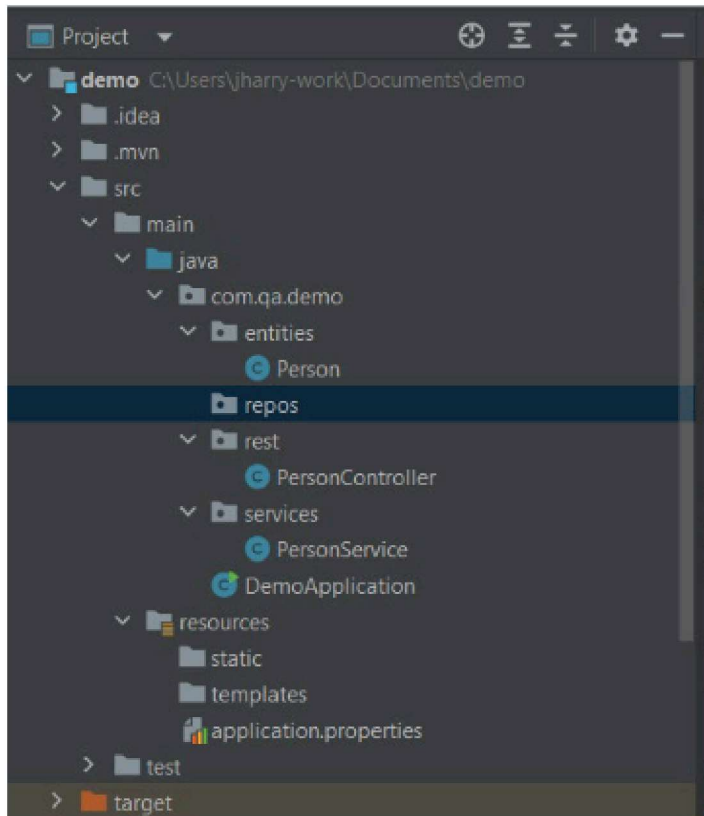 Project
demo C:\Users\jharry-work\Documents\demo
.idea
.mvn
src
main
java
com.qa.demo
entities
Person
repos
rest
PersonController
services
PersonService
DemoApplication
resources
static
templates
application.properties
test
target